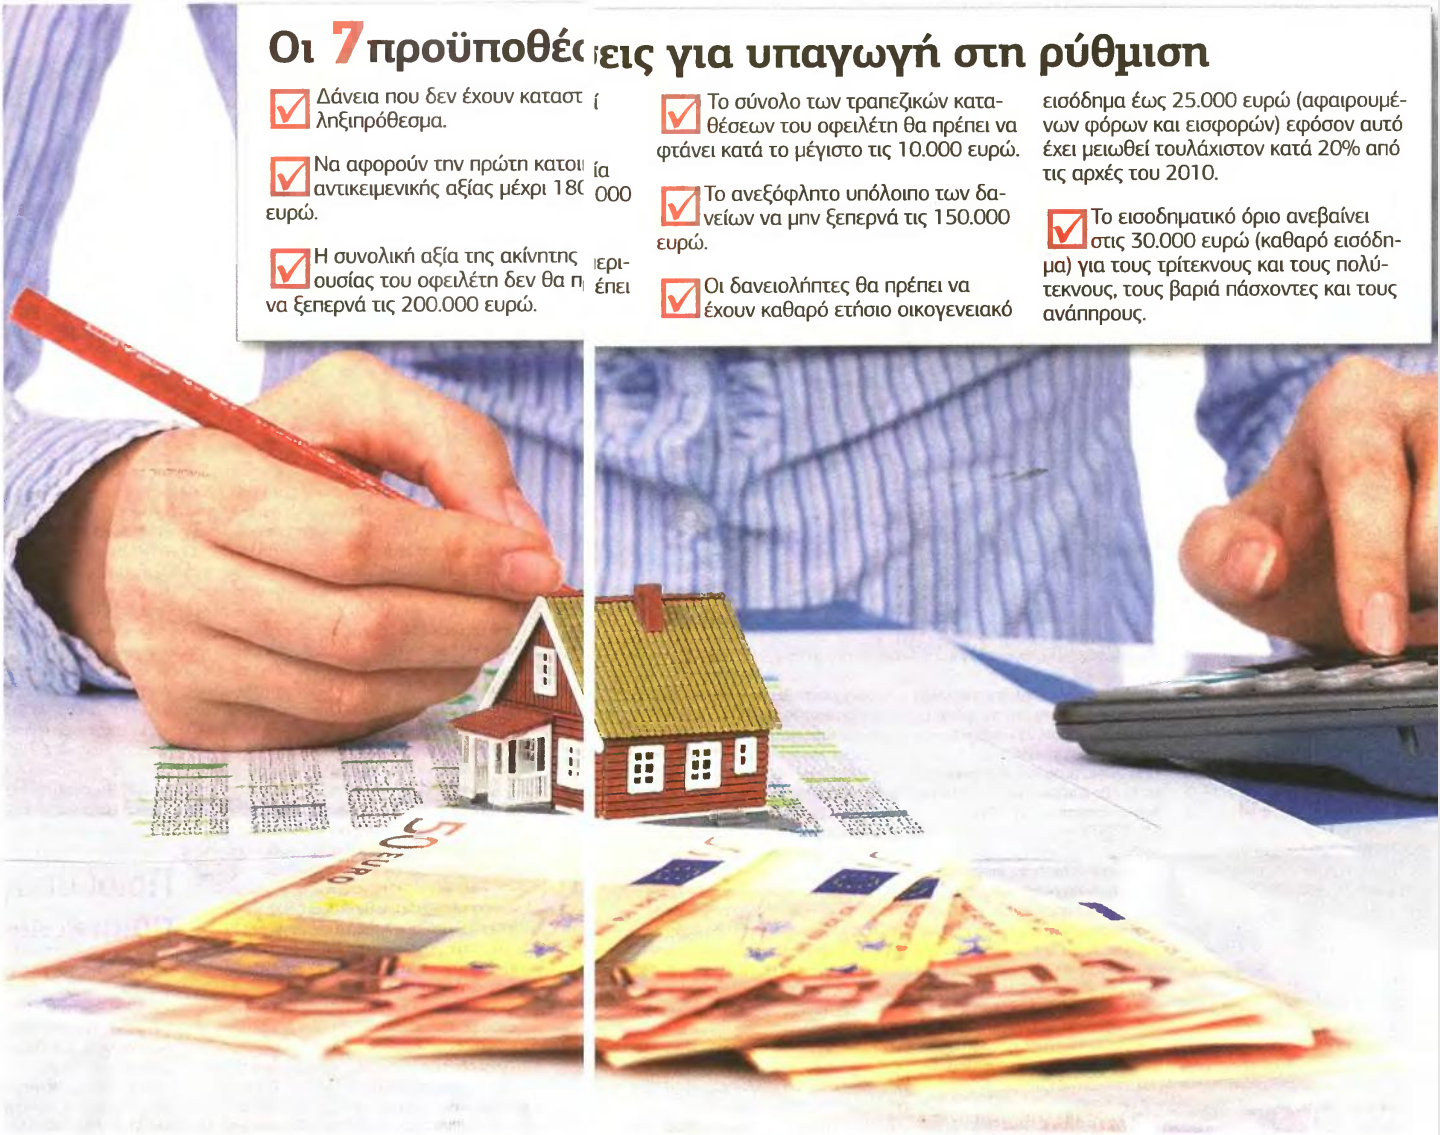 Οι 7 προϋποθέσεις για υπαγωγή στη ρύθμιση
Δάνεια που δεν έχουν καταστεί
ληξιπρόθεσμα.
Να αφορούν την πρώτη κατοικία
αντικειμενικής αξίας μέχρι 180.000
ευρώ.
Η συνολική αξία της ακίνητης περι-
ουσίας του οφειλέτη δεν θα πρέπει
να ξεπερνά τις 200.000 ευρώ.
Το σύνολο των τραπεζικών κατα-
θέσεων του οφειλέτη θα πρέπει να
φτάνει κατά το μέγιστο τις 10.000 ευρώ.
Το ανεξόφλητο υπόλοιπο των δα-
νείων να μην ξεπερνά τις 150.000
ευρώ.
Οι δανειολήπτες θα πρέπει να
έχουν καθαρό ετήσιο οικογενειακό
εισόδημα έως 25.000 ευρώ (αφαιρουμέ-
νων φόρων και εισφορών) εφόσον αυτό
έχει μειωθεί τουλάχιστον κατά 20% από
τις αρχές του 2010.
Το εισοδηματικό όριο ανεβαίνει
στις 30.000 ευρώ (καθαρό εισόδη-
μα) για τους τρίτεκνους και τους πολύ-
τεκνους, τους βαριά πάσχοντες και τους
ανάπηρους.
50 EURO